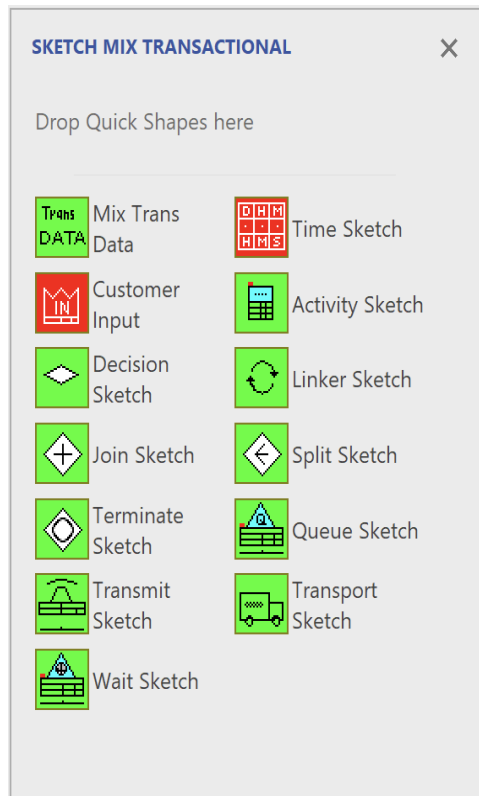 SKETCH MIX TRANSACTIONAL
Drop Quick Shapes here
Trans
DATA
Mix Trans
Data
D H M
H M S
Time Sketch
IN
Customer
Input
Activity Sketch
Decision
Sketch
Linker Sketch
Join Sketch
Split Sketch
Terminate
Sketch
Q
Queue Sketch
Transmit
Sketch
Transport
Sketch
Wait Sketch